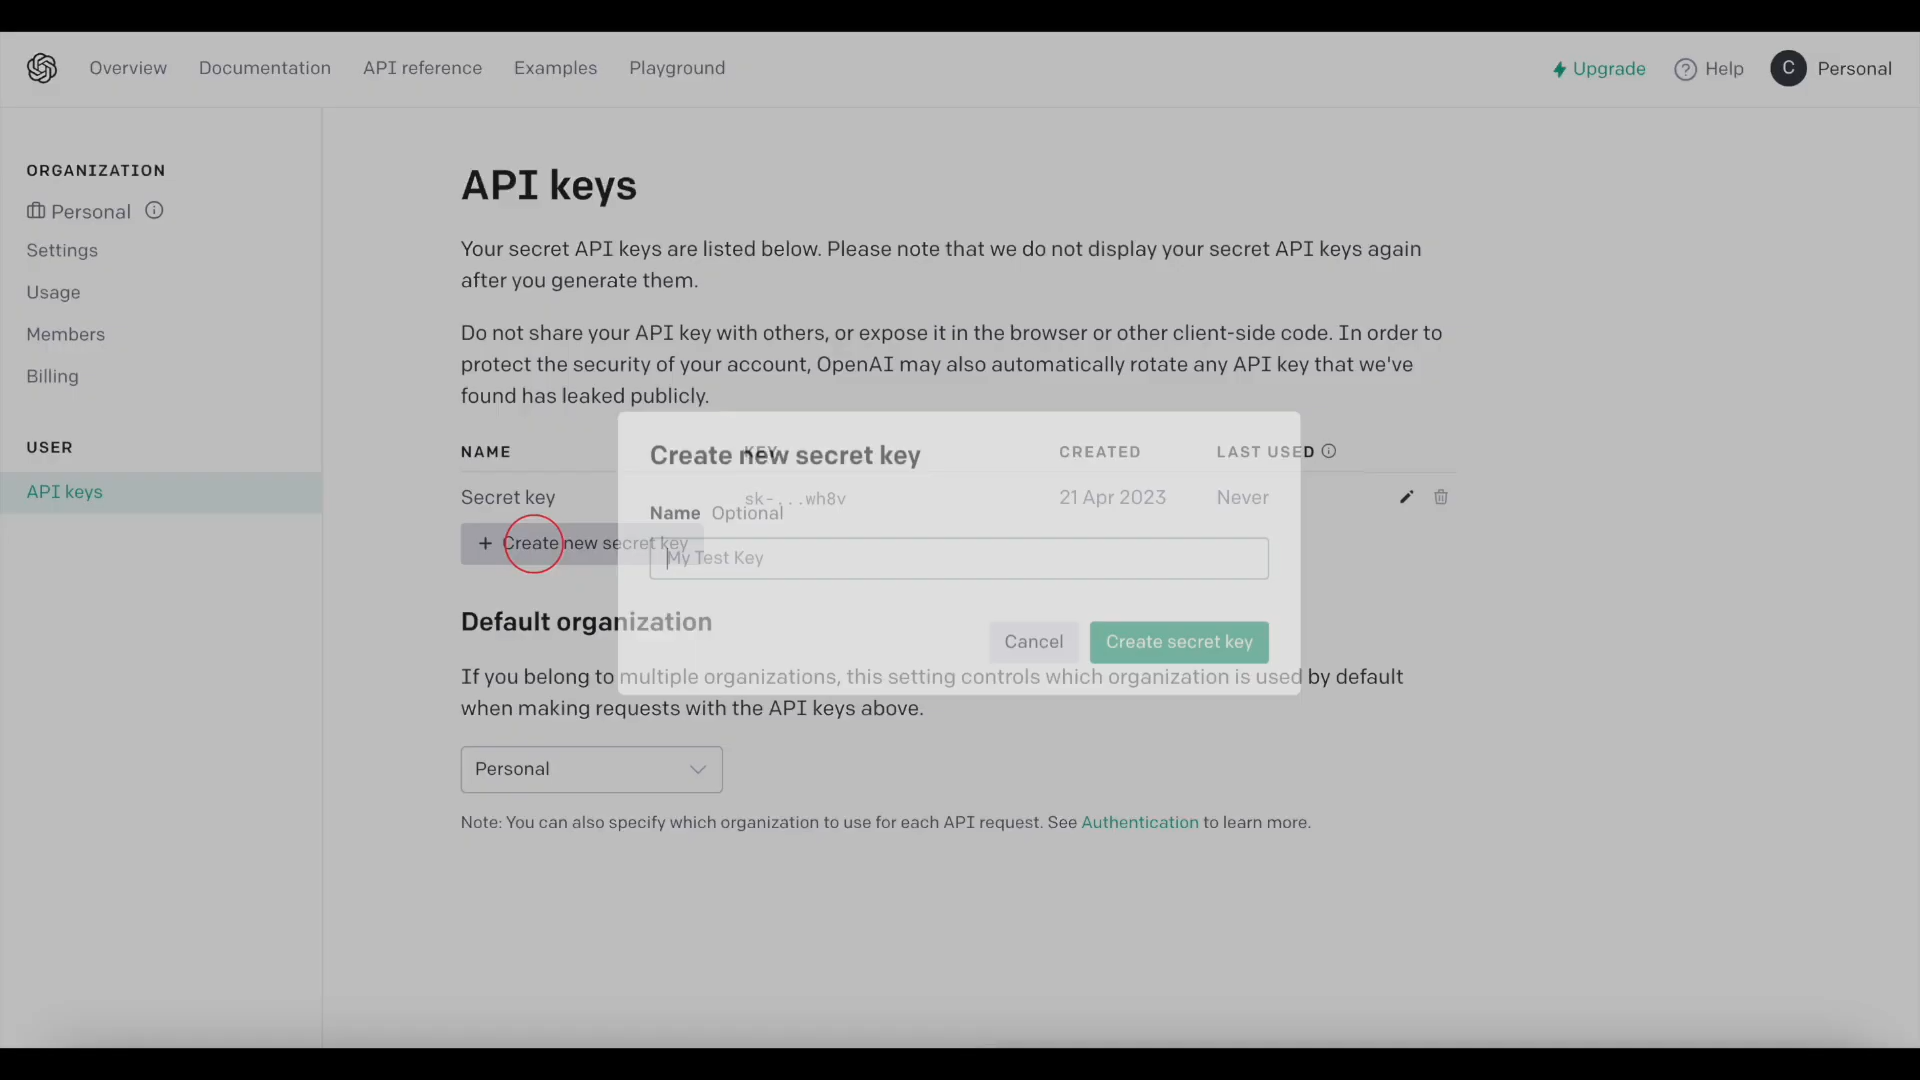 Overview Documentation API reference Examples Playground Upgrade Help C Personal
ORGANIZATION
Personal
Settings
Usage
Members
Billing
USER
API keys
API keys
Your secret API keys are listed below. Please note that we do not display your secret API keys again
after you generate them.
Do not share your API key with others, or expose it in the browser or other client-side code. In order to
protect the security of your account, OpenAI may also automatically rotate any API key that we've
found has leaked publicly.
NAME KEY CREATED LAST USED
Secret key sk-...wh8v 21 Apr 2023 Never
+ Create new secret key
Create new secret key
Name Optional
My Test Key
Cancel Create secret key
Default organization
If you belong to multiple organizations, this setting controls which organization is used by default
when making requests with the API keys above.
Personal
Note: You can also specify which organization to use for each API request. See Authentication to learn more.